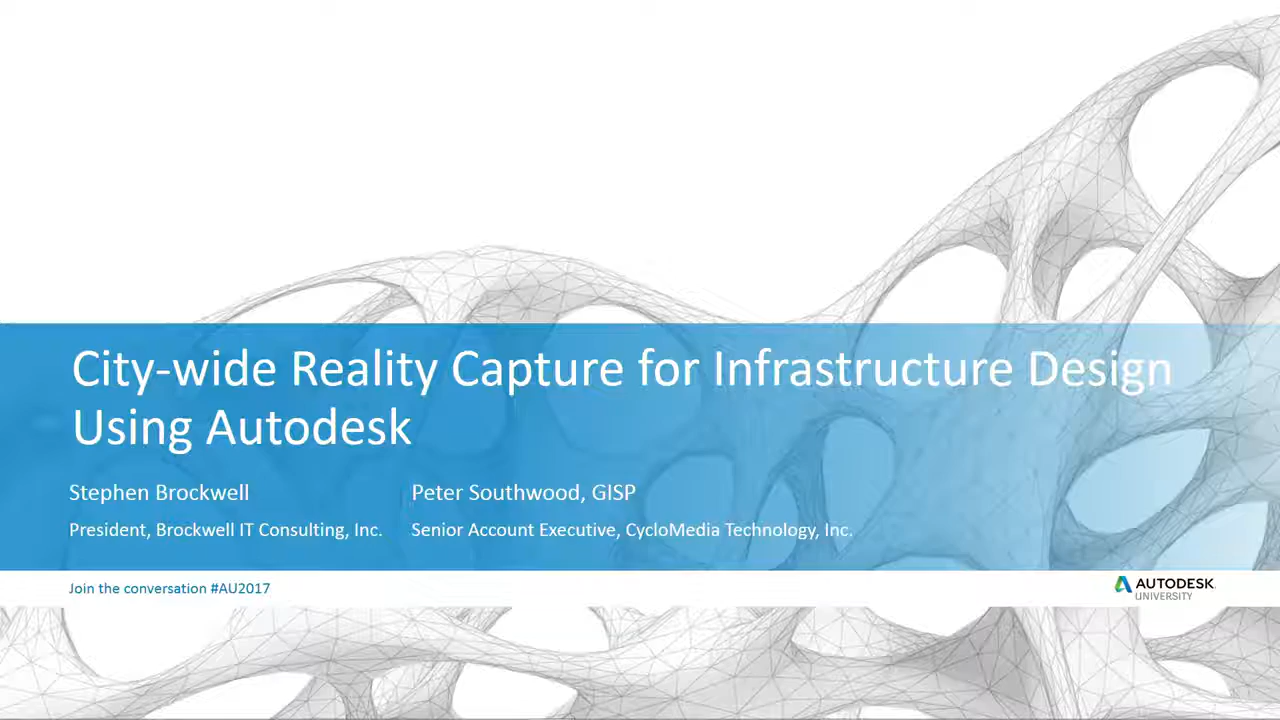 City-wide Reality Capture for Infrastructure Design
Using Autodesk
Stephen Brockwell
President, Brockwell IT Consulting, Inc.
Peter Southwood, GISP
Senior Account Executive, CycloMedia Technology, Inc.
Join the conversation #AU2017
AUTODESK
UNIVERSITY